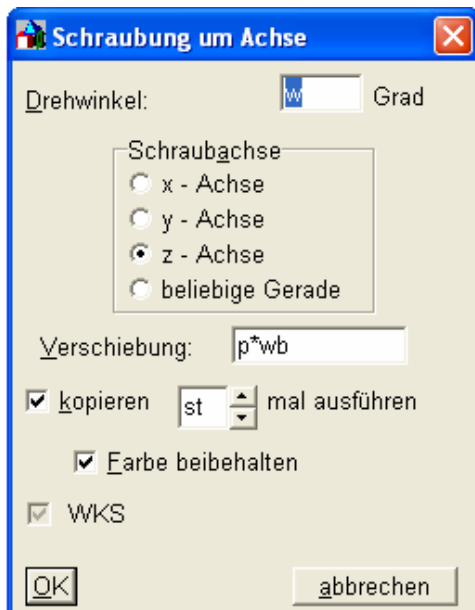 Schraubung um Achse
Drehwinkel: w Grad
Schraubachse
x - Achse
y - Achse
z - Achse
beliebige Gerade
Verschiebung: p*wb
kopieren st mal ausführen
Farbe beibehalten
WKS
OK abbrechen